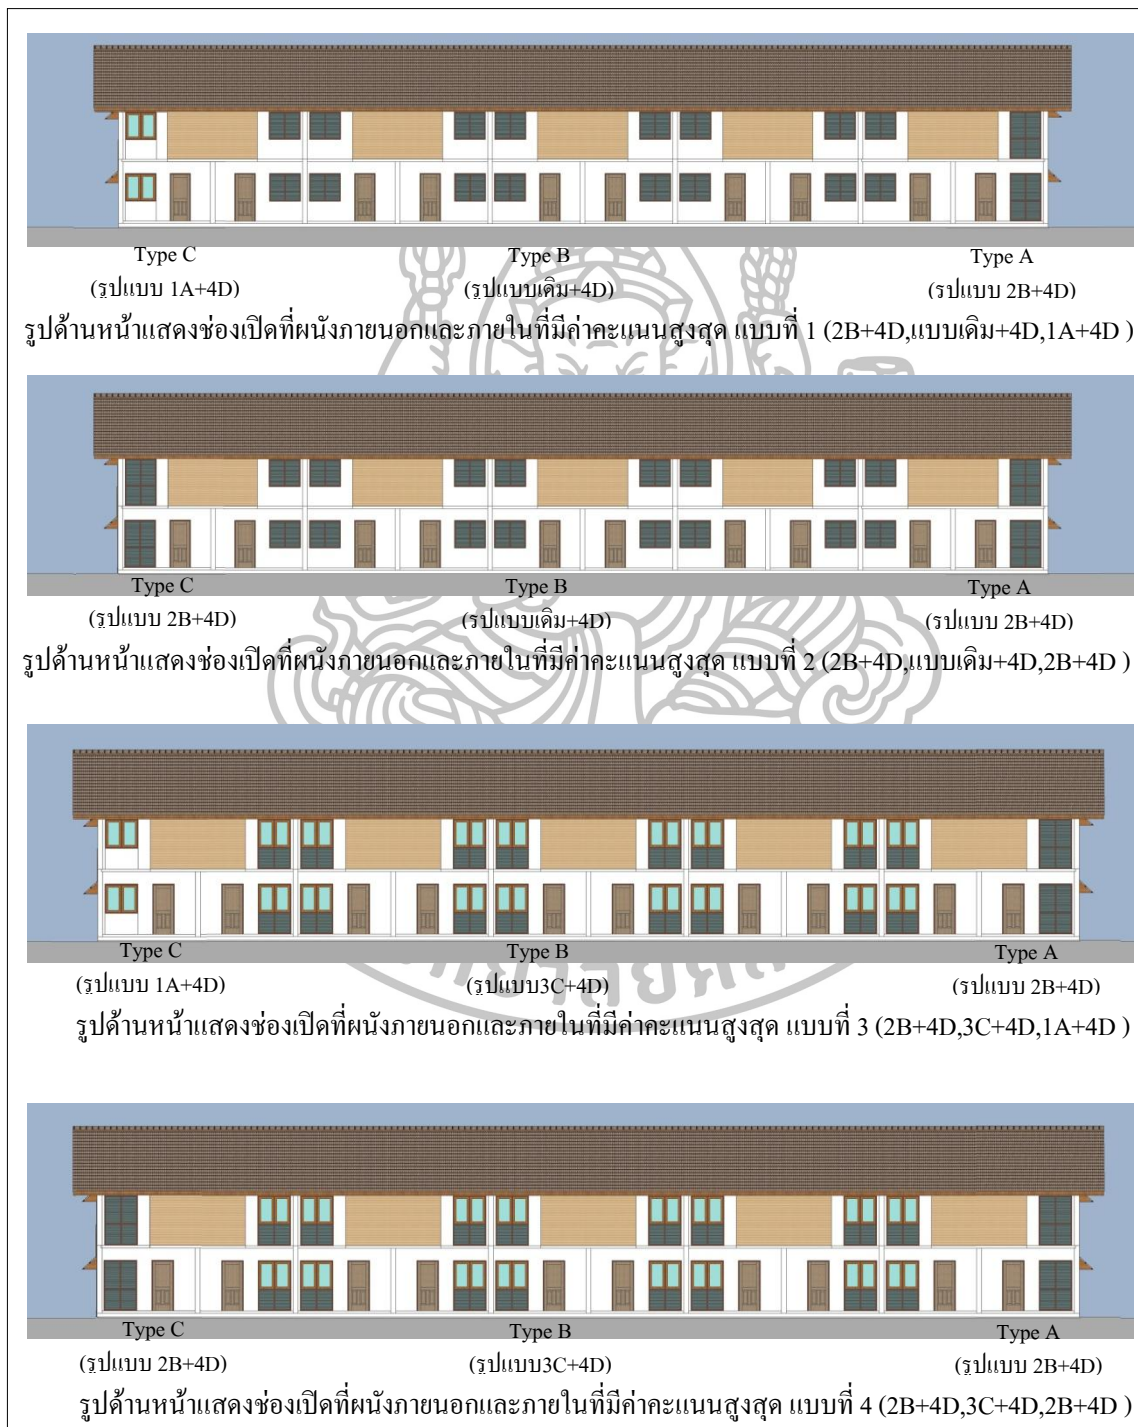 Type C Type B Type A
(รูปแบบ 1A+4D) (รูปแบบเดิม+4D) (รูปแบบ 2B+4D)
รูปด้านหน้าแสดงช่องเปิดที่ผนังภายนอกและภายในที่มีค่าคะแนนสูงสุด แบบที่ 1 (2B+4D,แบบเดิม+4D,1A+4D )
Type C Type B Type A
(รูปแบบ 2B+4D) (รูปแบบเดิม+4D) (รูปแบบ 2B+4D)
รูปด้านหน้าแสดงช่องเปิดที่ผนังภายนอกและภายในที่มีค่าคะแนนสูงสุด แบบที่ 2 (2B+4D,แบบเดิม+4D,2B+4D )
Type C Type B Type A
(รูปแบบ 1A+4D) (รูปแบบ3C+4D) (รูปแบบ 2B+4D)
รูปด้านหน้าแสดงช่องเปิดที่ผนังภายนอกและภายในที่มีค่าคะแนนสูงสุด แบบที่ 3 (2B+4D,3C+4D,1A+4D )
Type C Type B Type A
(รูปแบบ 2B+4D) (รูปแบบ3C+4D) (รูปแบบ 2B+4D)
รูปด้านหน้าแสดงช่องเปิดที่ผนังภายนอกและภายในที่มีค่าคะแนนสูงสุด แบบที่ 4 (2B+4D,3C+4D,2B+4D )